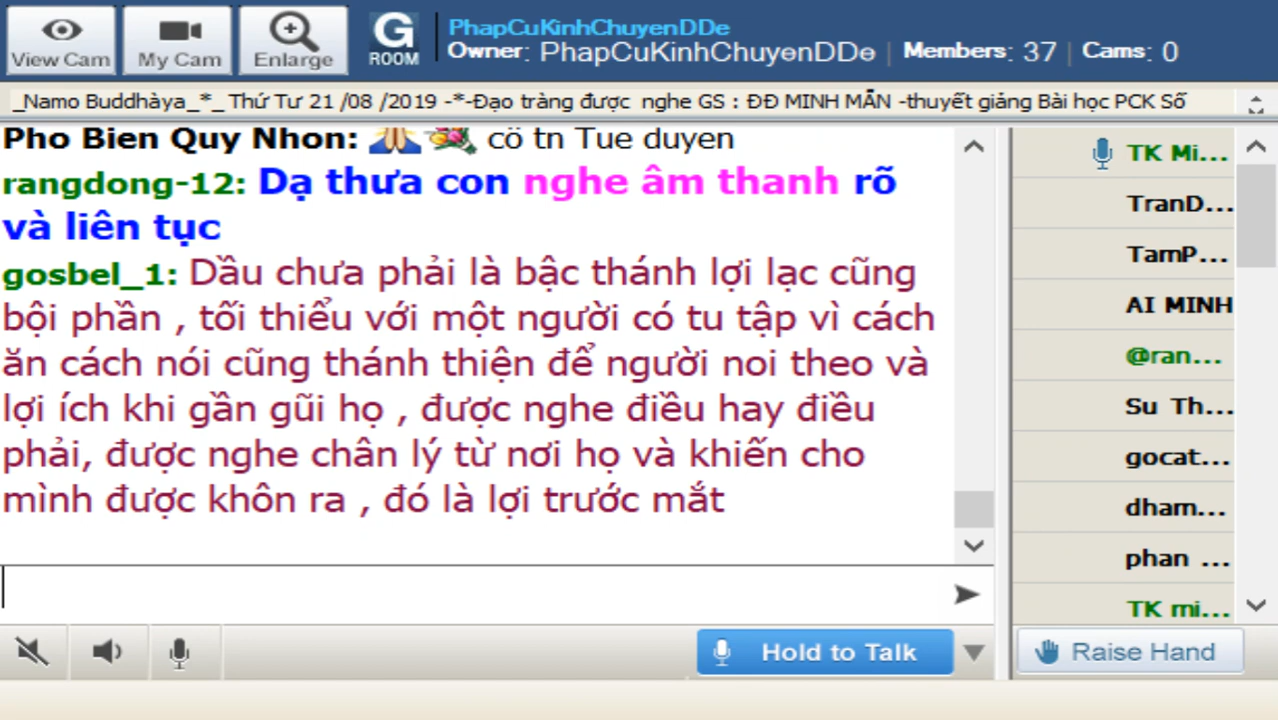 View Cam
My Cam
Enlarge
G
ROOM
PhapCuKinhChuyenDDe
Owner: PhapCuKinhChuyenDDe | Members: 37 | Cams: 0
_Namo Buddhàya_*_ Thứ Tư 21 /08 /2019 -*-Đạo tràng được nghe GS : ĐĐ MINH MẪN -thuyết giảng Bài học PCK Số
Pho Bien Quy Nhon: 🙏💐 cö tn Tue duyen
rangdong-12: Dạ thưa con nghe âm thanh rõ
và liên tục
gosbel_1: Dầu chưa phải là bậc thánh lợi lạc cũng
bội phần , tối thiểu với một người có tu tập vì cách
ăn cách nói cũng thánh thiện để người noi theo và
lợi ích khi gần gũi họ , được nghe điều hay điều
phải, được nghe chân lý từ nơi họ và khiến cho
mình được khôn ra , đó là lợi trước mắt
TK Mi...
TranD...
TamP...
AI MINH
@ran...
Su Th...
gocat...
dham...
phan ...
TK mi...
Hold to Talk
Raise Hand